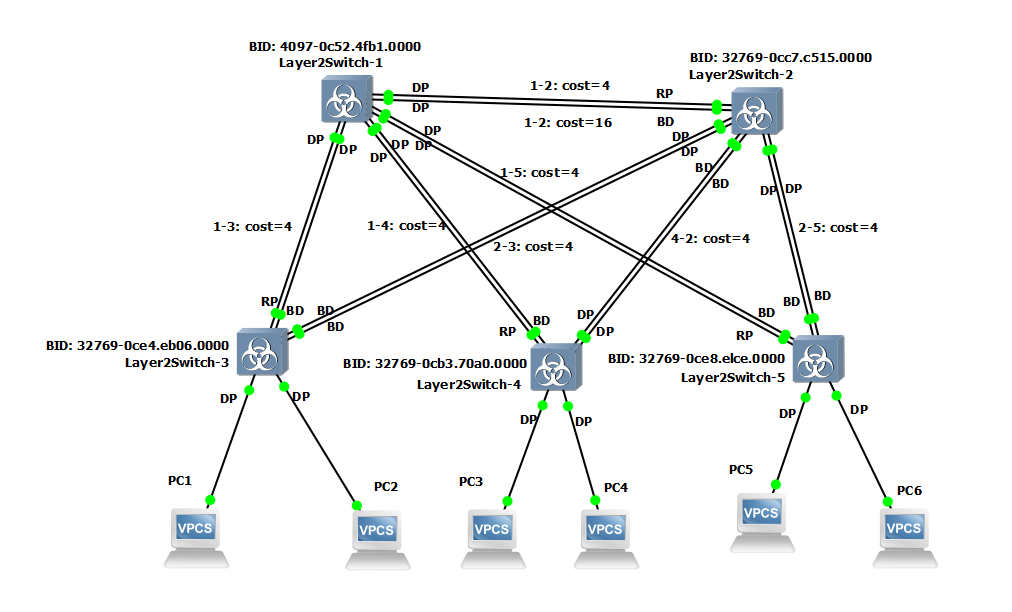 BID: 4097-0c52.4fb1.0000
Layer2Switch-1
BID: 32769-0cc7.c515.0000
Layer2Switch-2
DP
1-2: cost=4
RP
DP
1-2: cost=16
BD
DP
DP
DP
DP
DP
DP
DP
DP
BD
BD
1-5: cost=4
DP
DP
1-3: cost=4
1-4: cost=4
2-3: cost=4
4-2: cost=4
2-5: cost=4
RP
BD
BD
BD
RP
BD
DP
DP
BD
BD
BD
RP
BID: 32769-0ce4.eb06.0000
Layer2Switch-3
BID: 32769-0cb3.70a0.0000
Layer2Switch-4
BID: 32769-0ce8.elce.0000
Layer2Switch-5
DP
DP
DP
DP
DP
DP
PC1
PC2
PC3
PC4
PC5
PC6
VPCS
VPCS
VPCS
VPCS
VPCS
VPCS